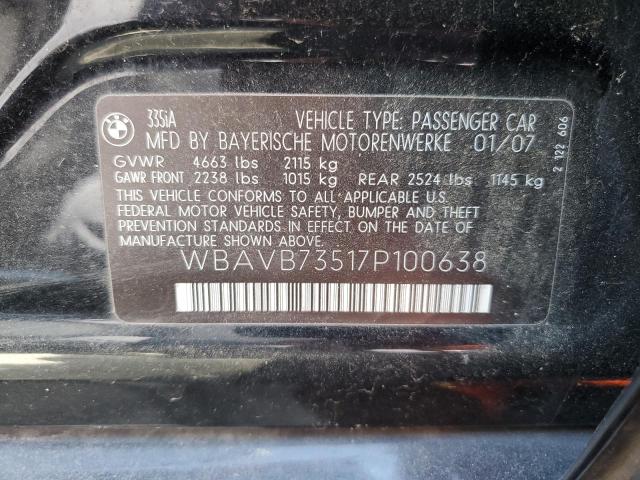 BMW
335iA VEHICLE TYPE: PASSENGER CAR
MFD BY BAYERISCHE MOTORENWERKE 01/07
GVWR 4663 lbs 2115 kg
GAWR FRONT 2238 lbs 1015 kg REAR 2524 lbs 1145 kg
THIS VEHICLE CONFORMS TO ALL APPLICABLE U.S.
FEDERAL MOTOR VEHICLE SAFETY, BUMPER AND THEFT
PREVENTION STANDARDS IN EFFECT ON THE DATE OF
MANUFACTURE SHOWN ABOVE:
WBAVB73517P100638
2 122 606